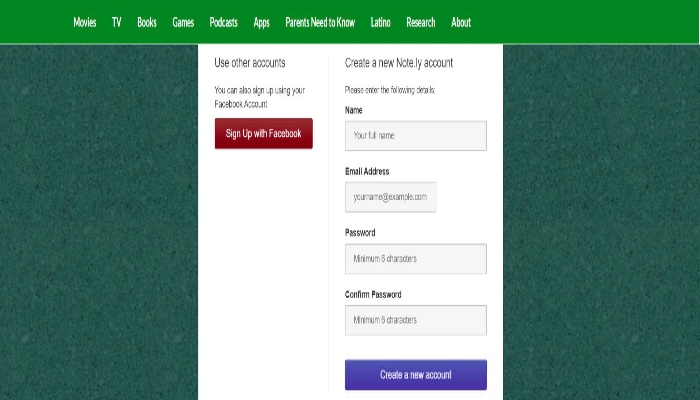 Movies TV Books Games Podcasts Apps Parents Need to Know Latino Research About
Use other accounts
You can also sign up using your
Facebook Account
Sign Up with Facebook
Create a new Note.ly account
Please enter the following details:
Name
Your full name
Email Address
yourname@example.com
Password
Minimum 6 characters
Confirm Password
Minimum 6 characters
Create a new account